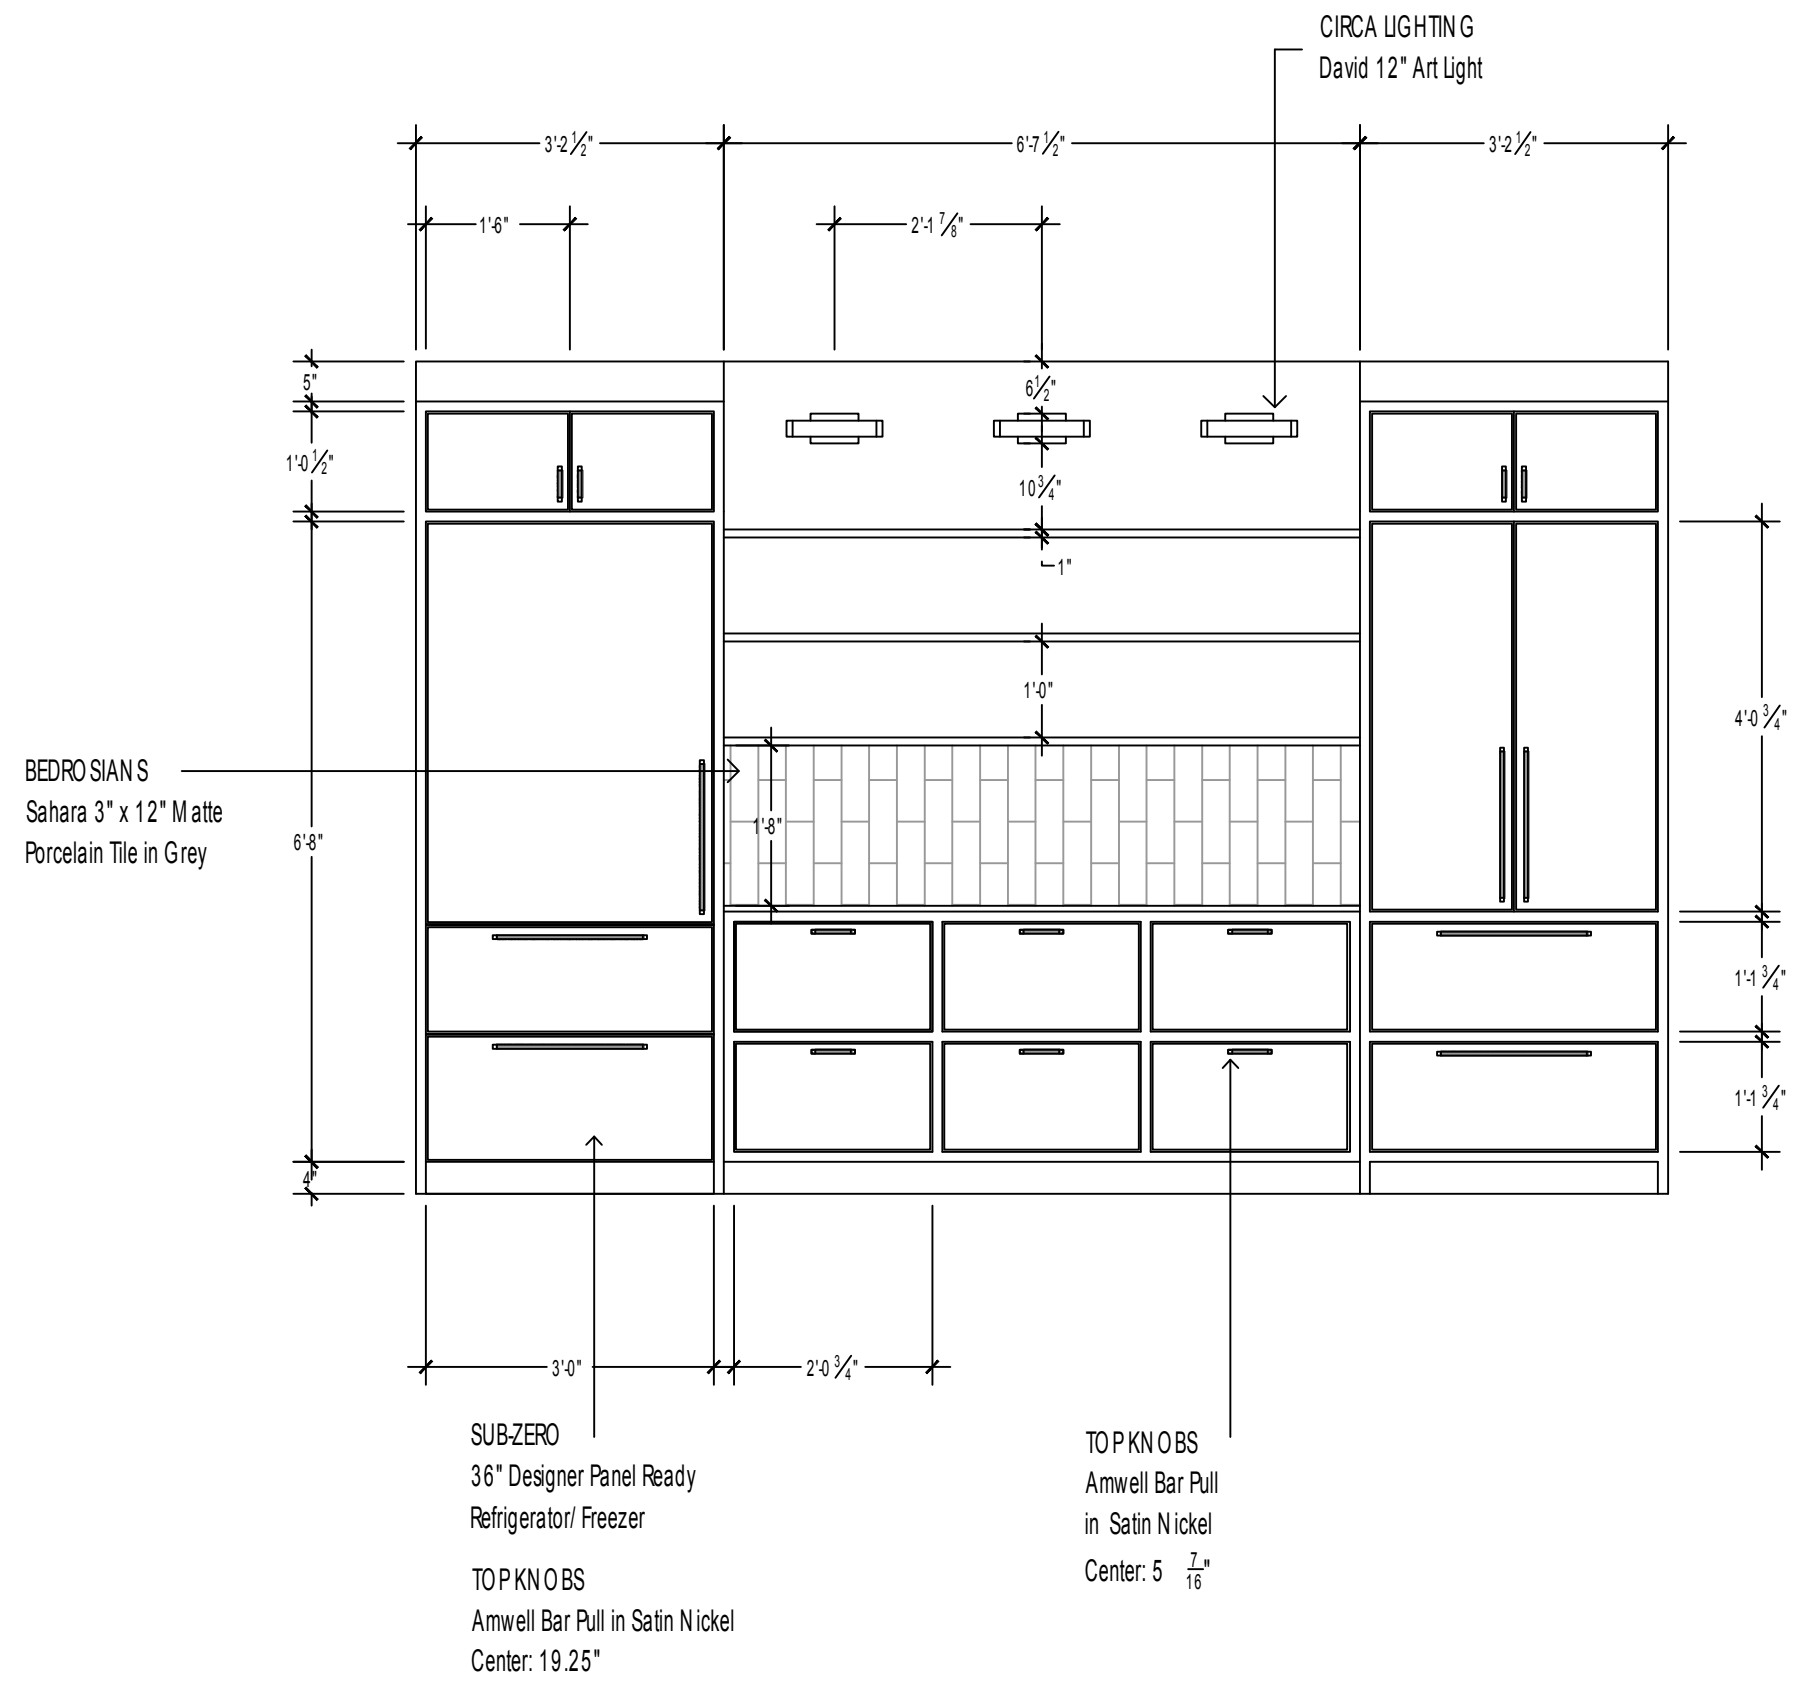 CIRCA LIGHTING
David 12" Art Light
3'-2 1/2"
6'-7 1/2"
3'-2 1/2"
1'-6"
2'-1 7/8"
5"
6 1/2"
1'-0 1/2"
10 3/4"
1"
1'-0"
4'-0 3/4"
BEDROSIANS
Sahara 3" x 12" Matte
Porcelain Tile in Grey
1'-8"
6'-8"
1'-1 3/4"
1'-1 3/4"
4"
3'-0"
2'-0 3/4"
SUB-ZERO
36" Designer Panel Ready
Refrigerator/ Freezer
TOP KNOBS
Amwell Bar Pull in Satin Nickel
Center: 19.25"
TOP KNOBS
Amwell Bar Pull
in Satin Nickel
Center: 5 7/16"